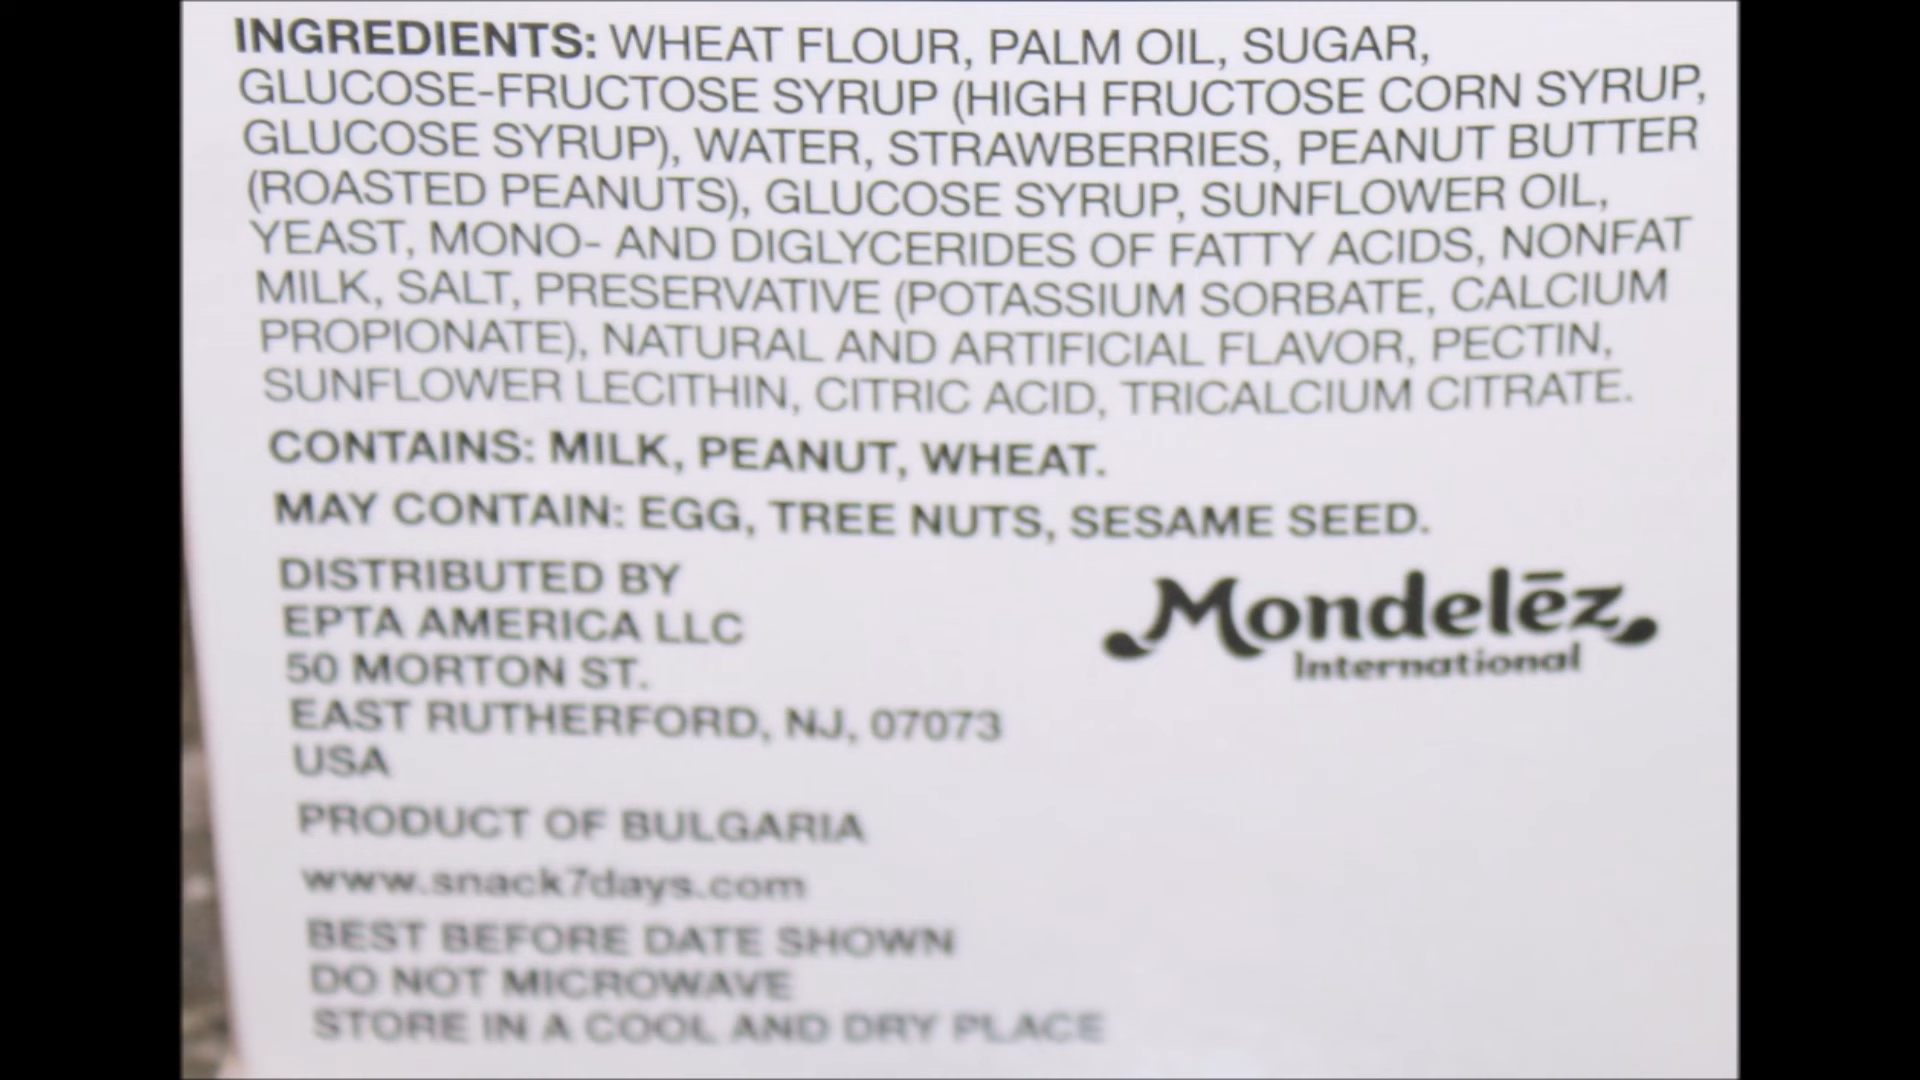 INGREDIENTS: WHEAT FLOUR, PALM OIL, SUGAR,
GLUCOSE-FRUCTOSE SYRUP (HIGH FRUCTOSE CORN SYRUP,
GLUCOSE SYRUP), WATER, STRAWBERRIES, PEANUT BUTTER
(ROASTED PEANUTS), GLUCOSE SYRUP, SUNFLOWER OIL,
YEAST, MONO- AND DIGLYCERIDES OF FATTY ACIDS, NONFAT
MILK, SALT, PRESERVATIVE (POTASSIUM SORBATE, CALCIUM
PROPIONATE), NATURAL AND ARTIFICIAL FLAVOR, PECTIN,
SUNFLOWER LECITHIN, CITRIC ACID, TRICALCIUM CITRATE.
CONTAINS: MILK, PEANUT, WHEAT.
MAY CONTAIN: EGG, TREE NUTS, SESAME SEED.
DISTRIBUTED BY
EPTA AMERICA LLC
50 MORTON ST.
EAST RUTHERFORD, NJ, 07073
USA
Mondelēz
International
PRODUCT OF BULGARIA
www.snack7days.com
BEST BEFORE DATE SHOWN
DO NOT MICROWAVE
STORE IN A COOL AND DRY PLACE